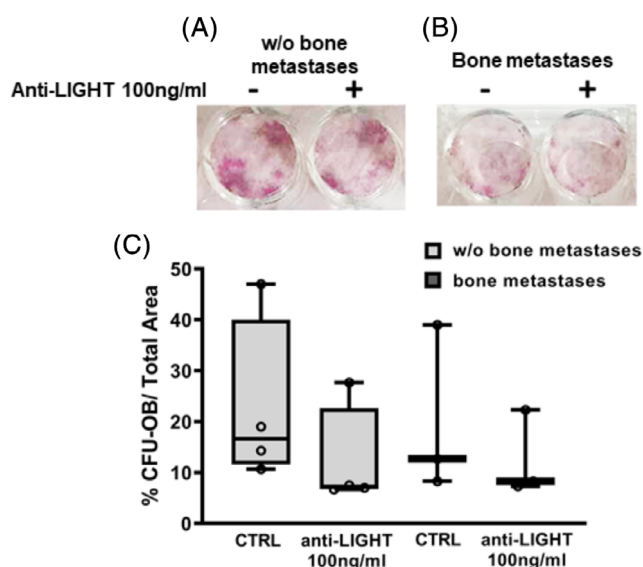 (A)
w/o bone
metastases
(B)
Bone metastases
Anti-LIGHT 100ng/ml - + - +
(C)
w/o bone metastases
bone metastases
% CFU-OB/ Total Area
50
40
30
20
10
0
CTRL anti-LIGHT CTRL anti-LIGHT
100ng/ml 100ng/ml